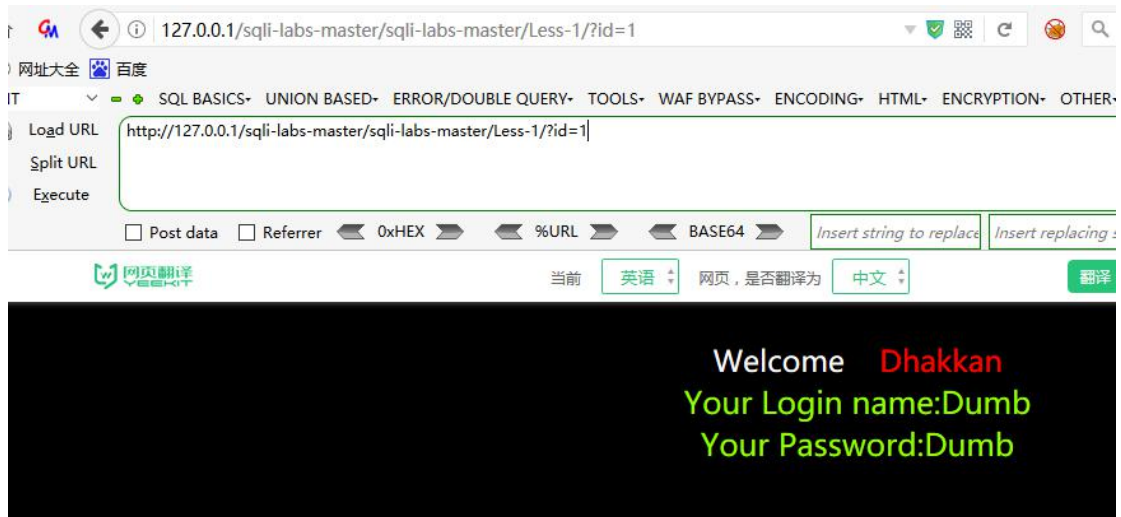 127.0.0.1/sqli-labs-master/sqli-labs-master/Less-1/?id=1
网址大全 百度
SQL BASICS- UNION BASED- ERROR/DOUBLE QUERY- TOOLS- WAF BYPASS- ENCODING- HTML- ENCRYPTION- OTHER-
Load URL http://127.0.0.1/sqli-labs-master/sqli-labs-master/Less-1/?id=1
Split URL
Execute
Post data Referrer 0xHEX %URL BASE64 Insert string to replace Insert replacing s
网页翻译 当前 英语 网页，是否翻译为 中文 翻译
YEEKIT
Welcome Dhakkan
Your Login name:Dumb
Your Password:Dumb